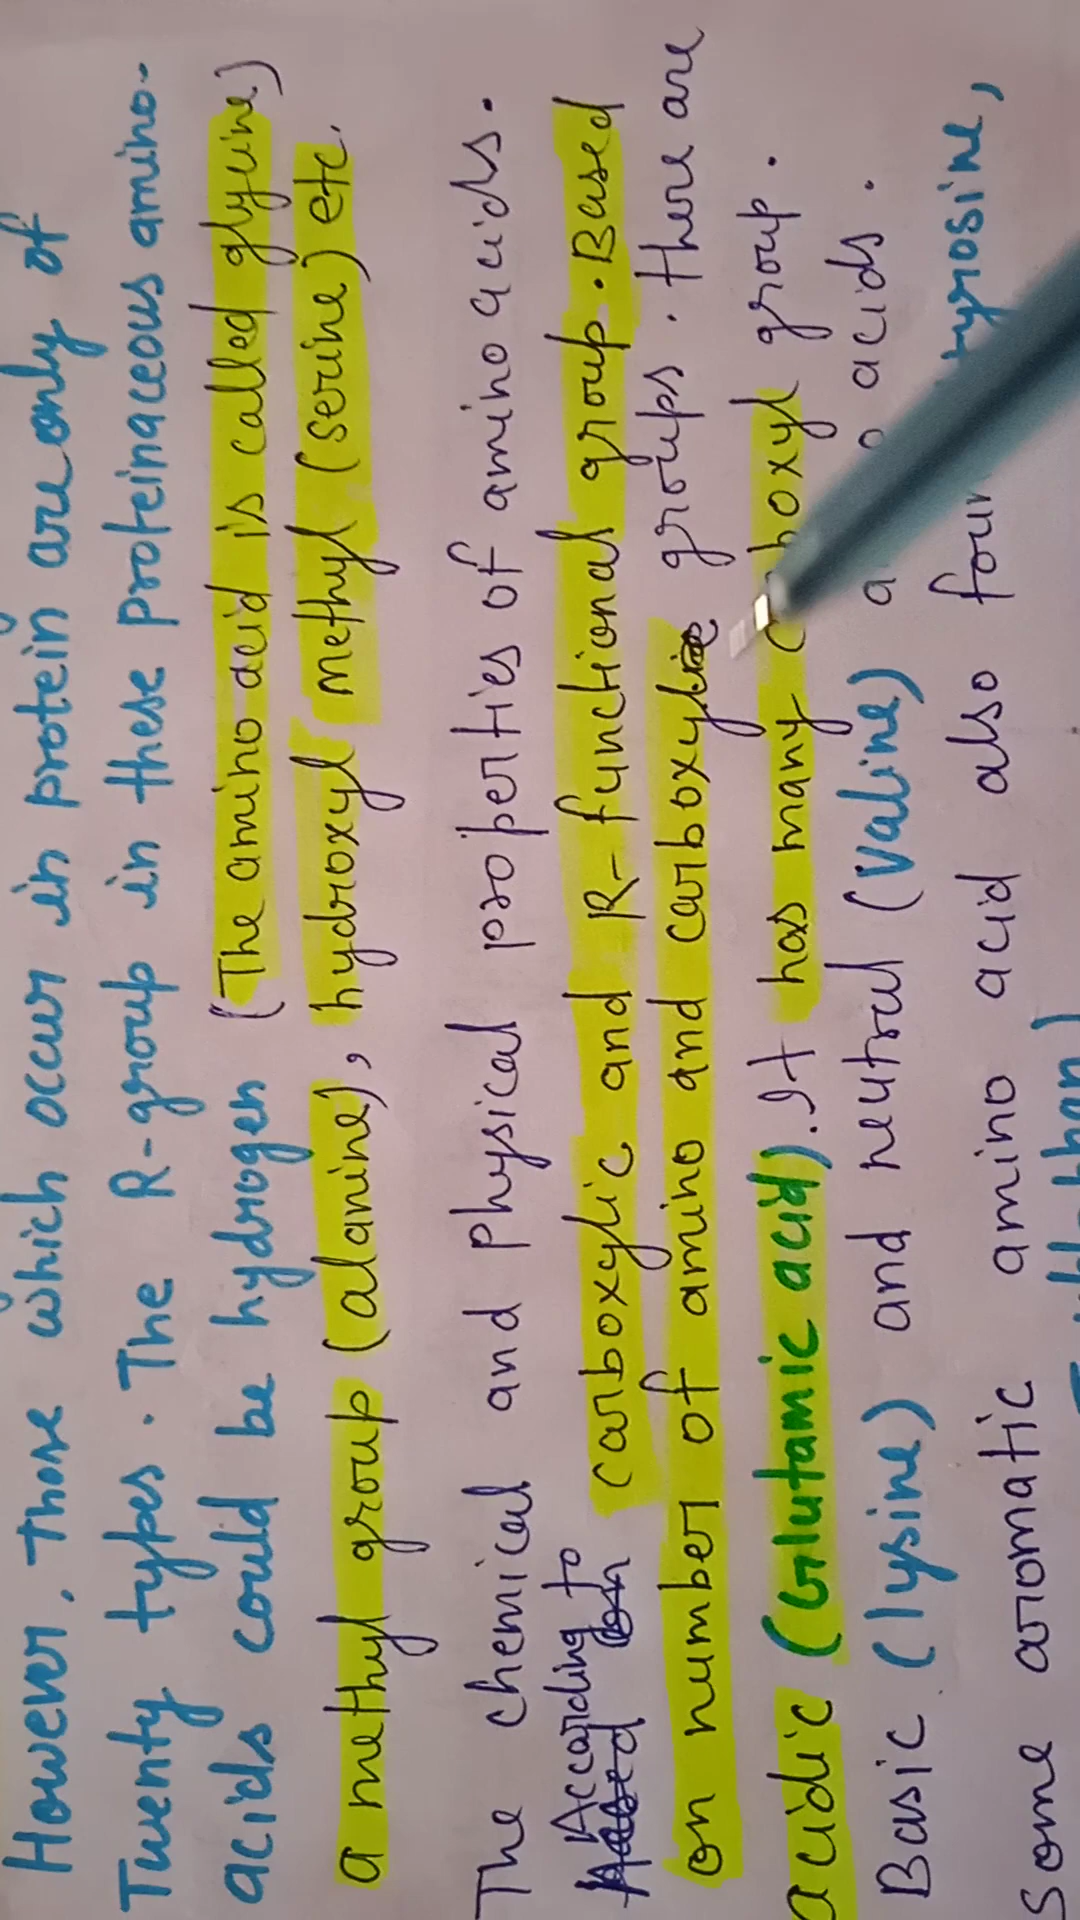 However, those which occur in protein are only of
Twenty types. The R-group in these proteinaceous amino-
acids could be hydrogen (The amino acid is called glycine)
a methyl group (alanine), hydroxyl methyl (serine) etc.
The chemical and physical properties of amino acids.
According to carboxylic and R-functional group. Based
on number of amino and carboxylic groups. there are
acidic (Glutamic acid). It has many carboxyl group.
Basic (lysine) and neutral (valine) acids.
some aromatic amino acid also tyrosine,